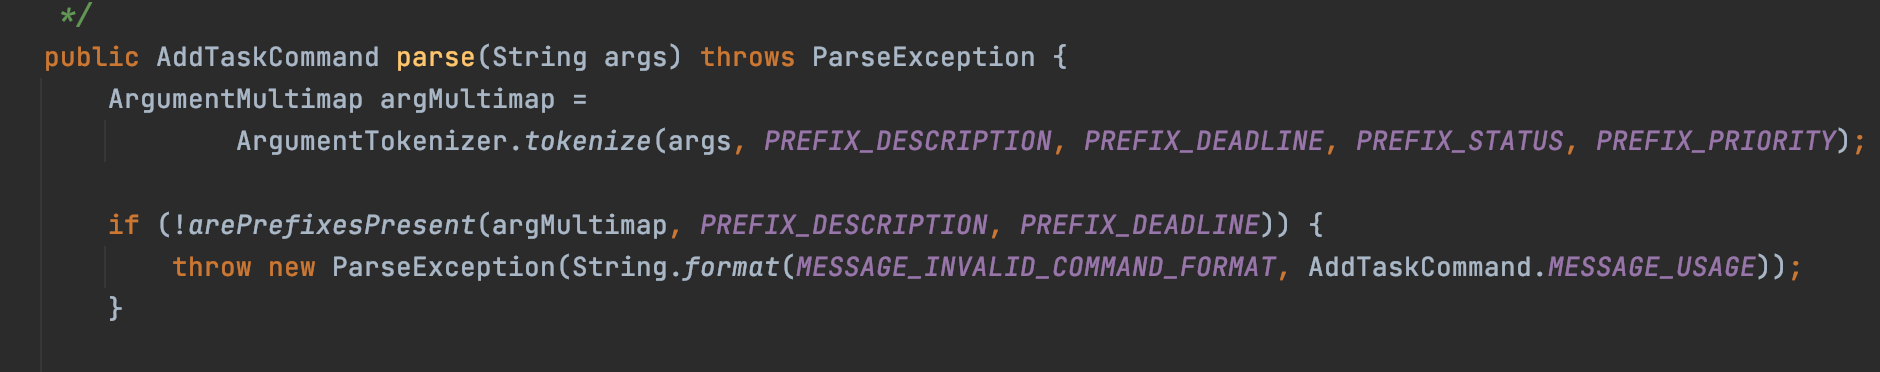 */
public AddTaskCommand parse(String args) throws ParseException {
ArgumentMultimap argMultimap =
ArgumentTokenizer.tokenize(args, PREFIX_DESCRIPTION, PREFIX_DEADLINE, PREFIX_STATUS, PREFIX_PRIORITY);
if (!arePrefixesPresent(argMultimap, PREFIX_DESCRIPTION, PREFIX_DEADLINE)) {
throw new ParseException(String.format(MESSAGE_INVALID_COMMAND_FORMAT, AddTaskCommand.MESSAGE_USAGE));
}